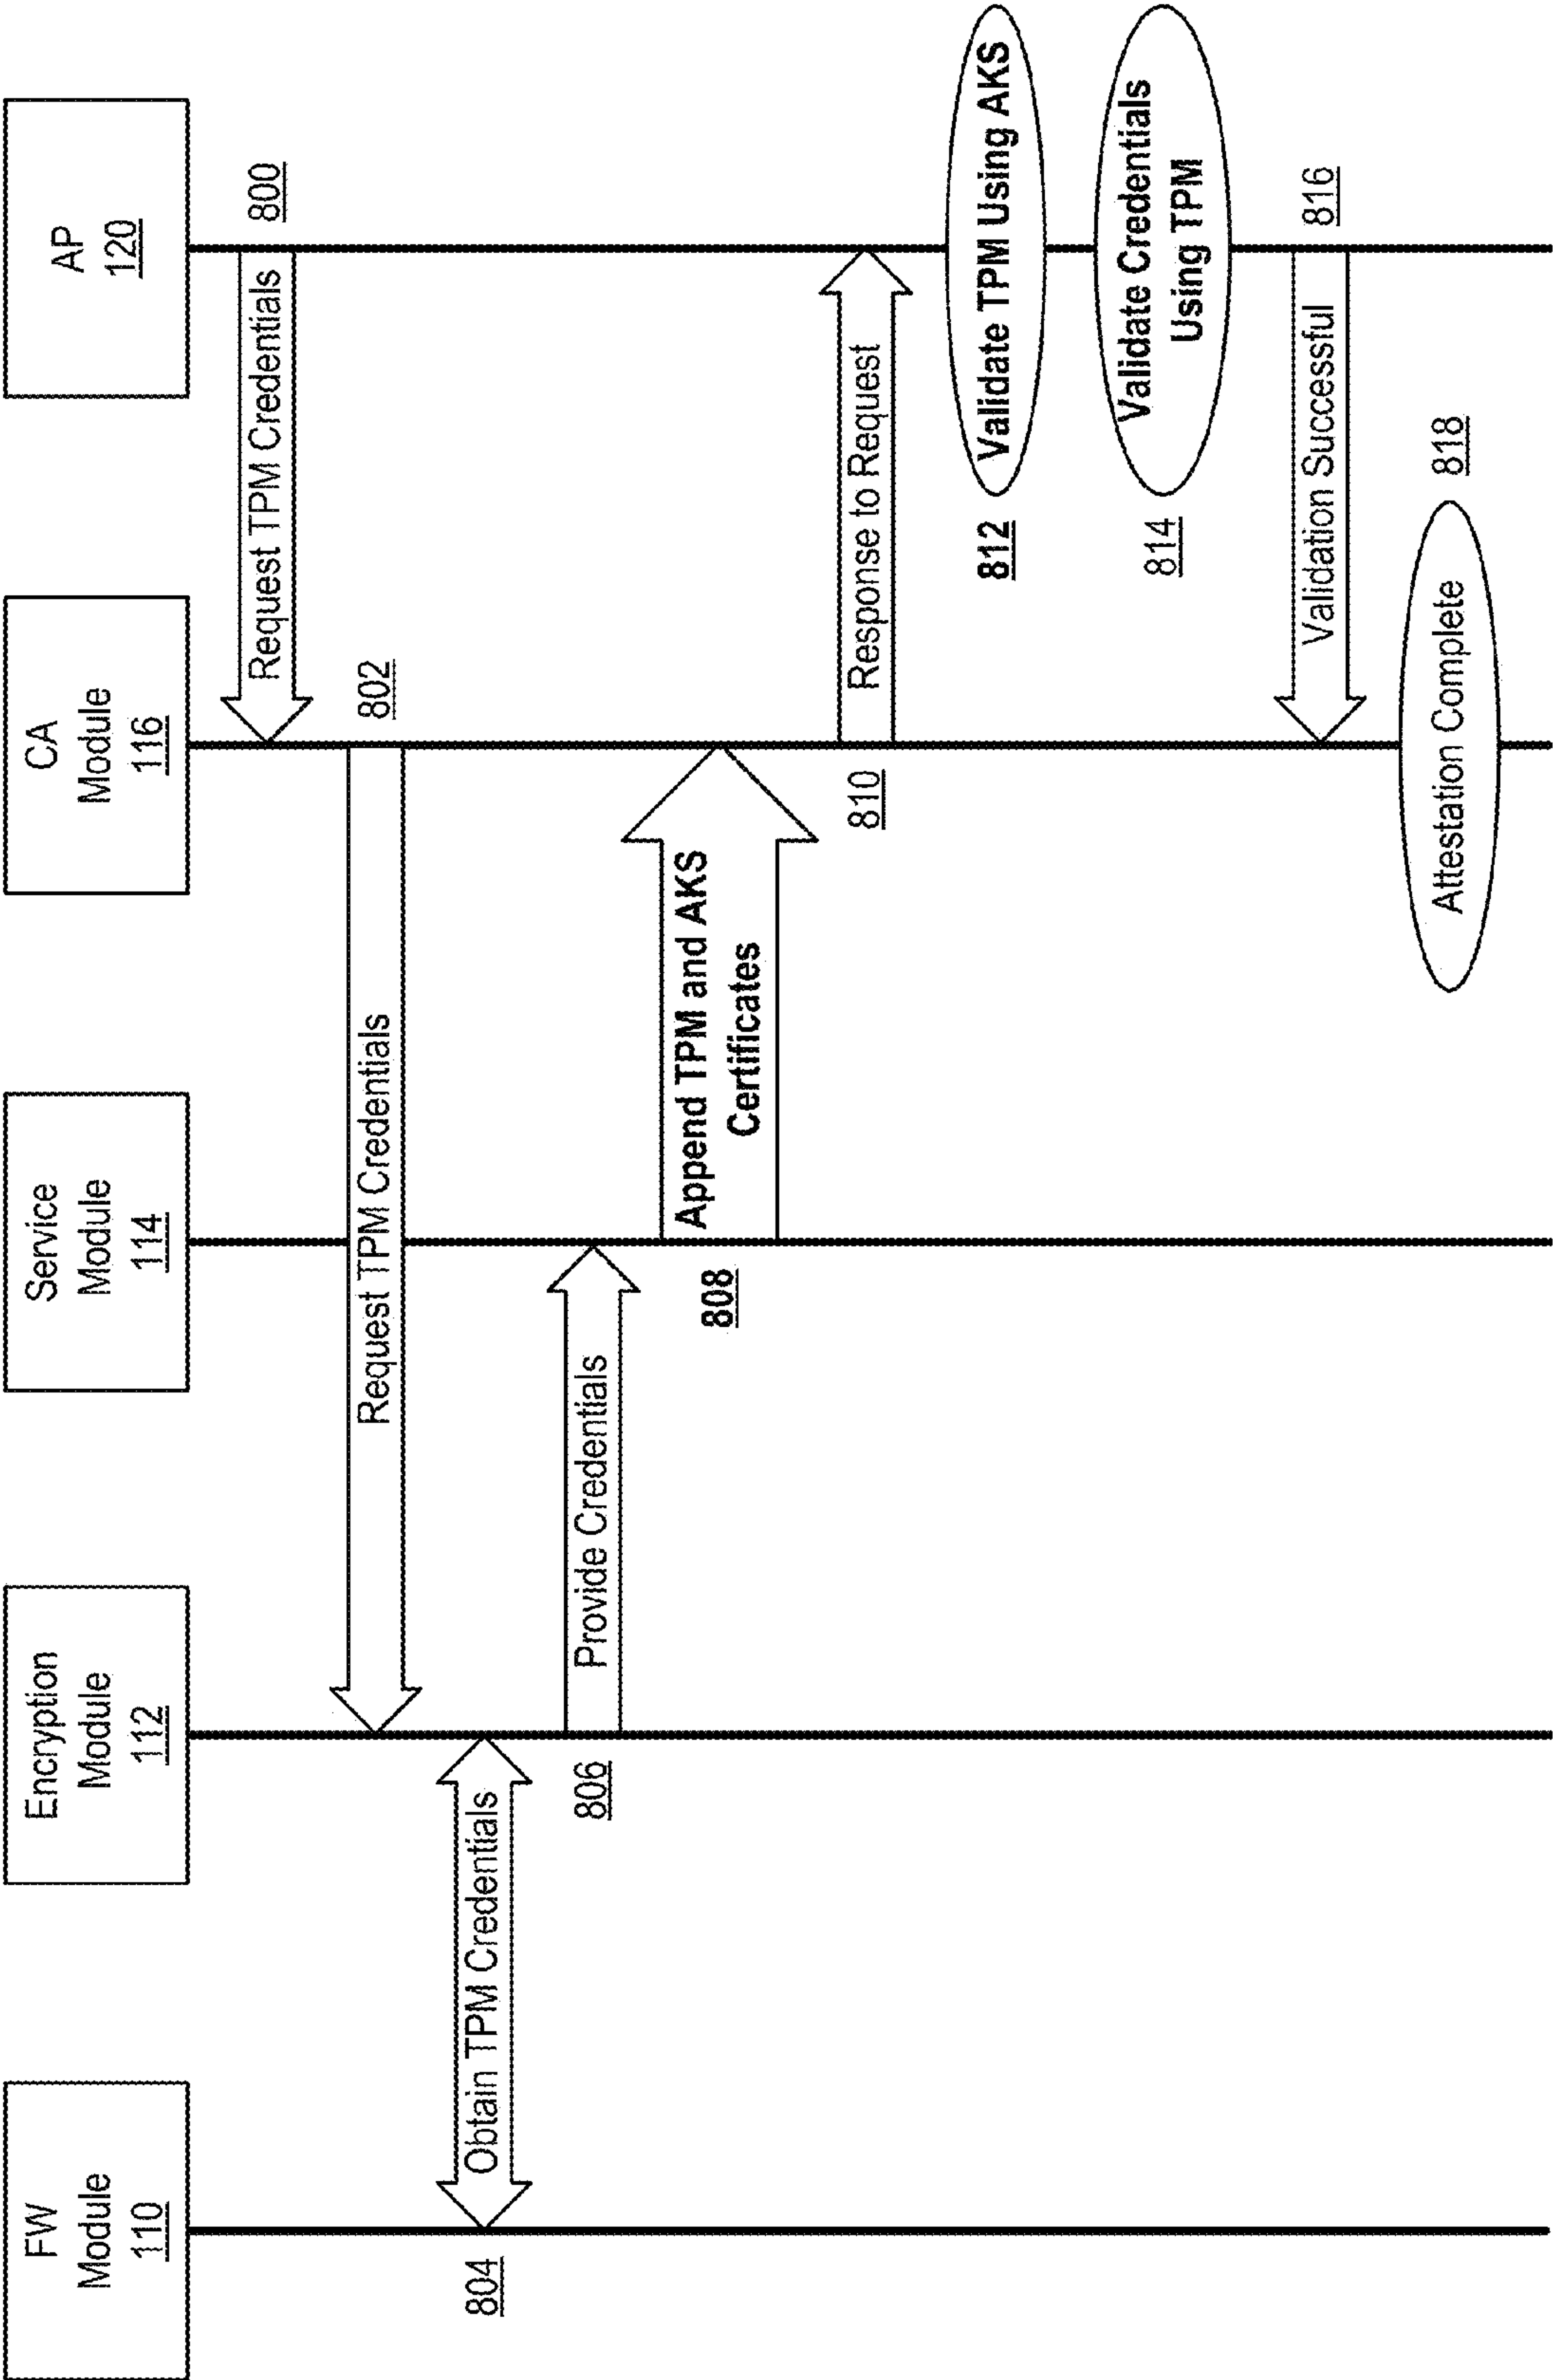 FW
Module
110
Encryption
Module
112
Service
Module
114
CA
Module
116
AP
120
Request TPM Credentials
800
Request TPM Credentials
802
804
Obtain TPM Credentials
806
Provide Credentials
808
Append TPM and AKS
Certificates
810
Response to Request
812
Validate TPM Using AKS
814
Validate Credentials
Using TPM
Validation Successful
816
Attestation Complete
818